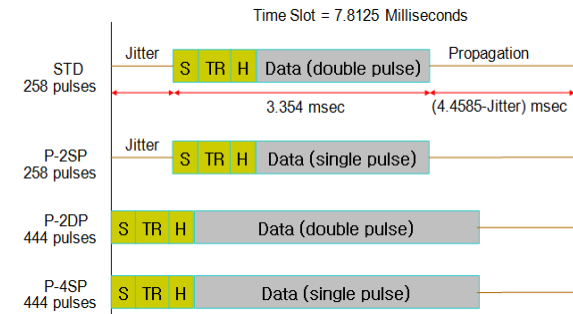 Time Slot = 7.8125 Milliseconds
STD
258 pulses
Jitter
S TR H Data (double pulse)
Propagation
3.354 msec
(4.4585-Jitter) msec
P-2SP
258 pulses
Jitter
S TR H Data (single pulse)
P-2DP
444 pulses
S TR H Data (double pulse)
P-4SP
444 pulses
S TR H Data (single pulse)